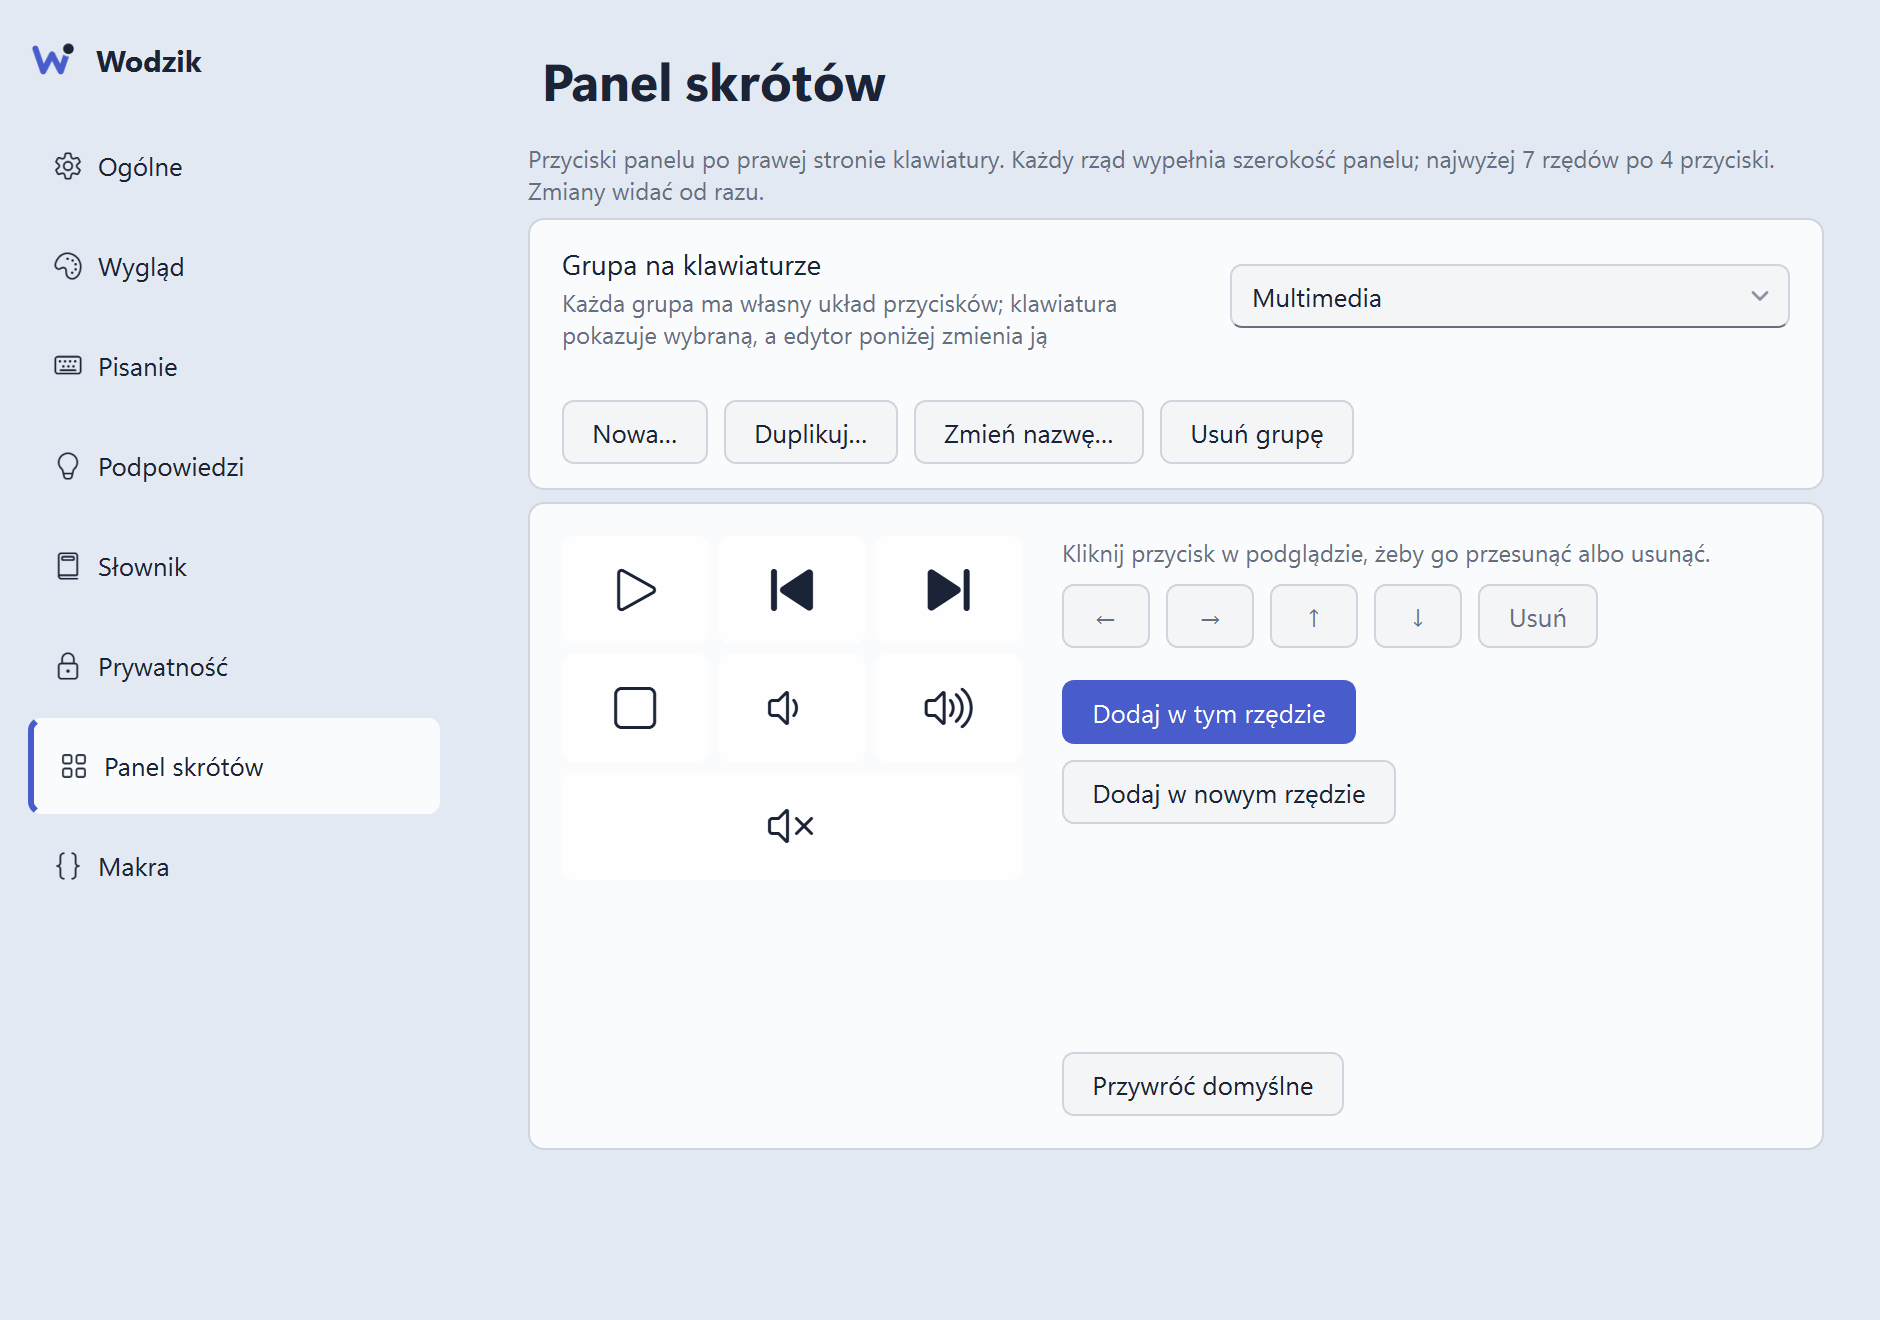 Wodzik
Ogólne
Wygląd
Pisanie
Podpowiedzi
Słownik
Prywatność
Panel skrótów
Makra
Panel skrótów
Przyciski panelu po prawej stronie klawiatury. Każdy rząd wypełnia szerokość panelu; najwyżej 7 rzędów po 4 przyciski.
Zmiany widać od razu.
Grupa na klawiaturze
Każda grupa ma własny układ przycisków; klawiatura
pokazuje wybraną, a edytor poniżej zmienia ją
Multimedia
Nowa...
Duplikuj...
Zmień nazwę...
Usuń grupę
Kliknij przycisk w podglądzie, żeby go przesunąć albo usunąć.
← → ↑ ↓ Usuń
Dodaj w tym rzędzie
Dodaj w nowym rzędzie
Przywróć domyślne